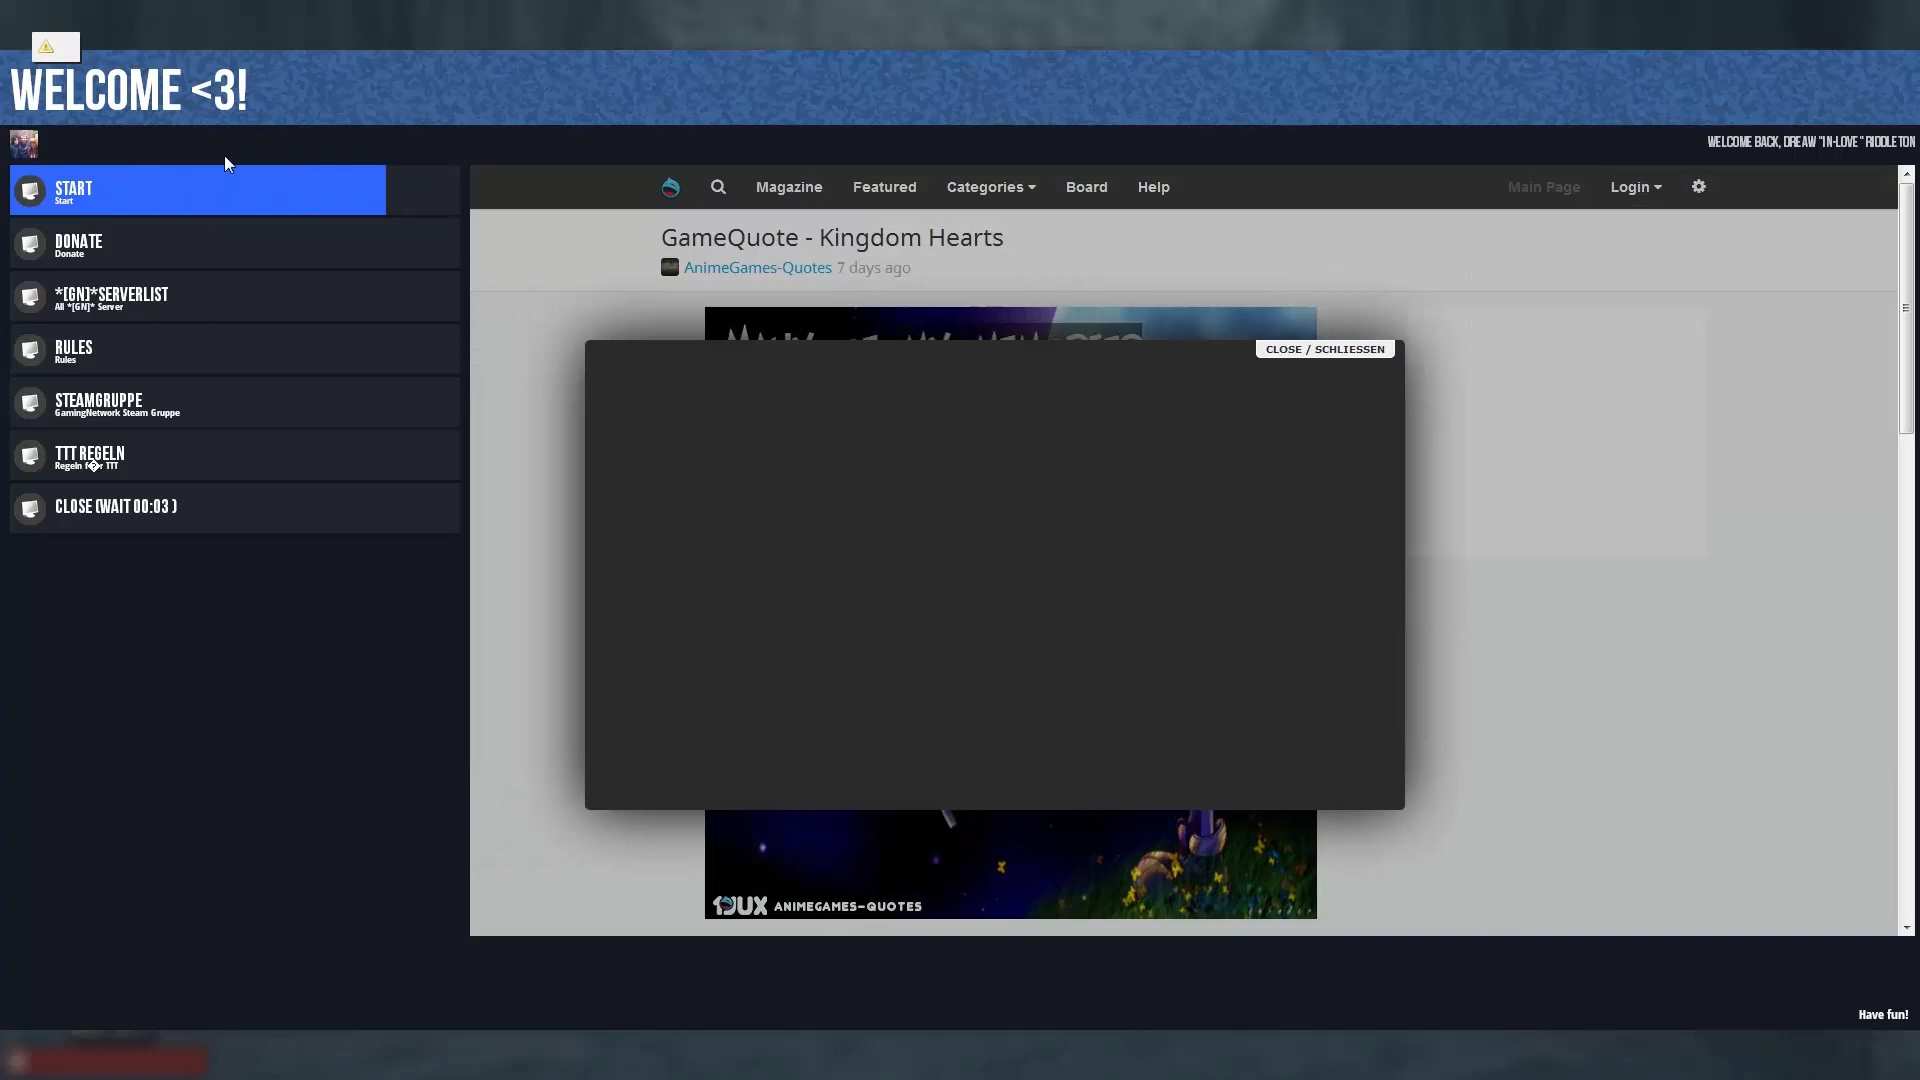 WELCOME <3!
WELCOME BACK, DREAW "IN-LOVE" RIDDLETON
START
Start
DONATE
Donate
*[GN]*SERVERLIST
All *[GN]* Server
RULES
Rules
STEAMGRUPPE
GamingNetwork Steam Gruppe
TTT REGELN
Regeln f�r TTT
CLOSE (WAIT 00:03 )
Magazine Featured Categories Board Help Main Page Login
GameQuote - Kingdom Hearts
AnimeGames-Quotes 7 days ago
CLOSE / SCHLIESSEN
1JUX ANIMEGAMES-QUOTES
Have fun!